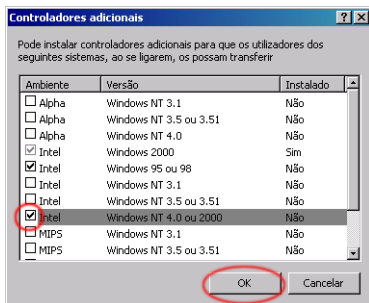 Controladores adicionais
Pode instalar controladores adicionais para que os utilizadores dos
seguintes sistemas, ao se ligarem, os possam transferir
Ambiente Versão Instalado
Alpha Windows NT 3.1 Não
Alpha Windows NT 3.5 ou 3.51 Não
Alpha Windows NT 4.0 Não
Intel Windows 2000 Sim
Intel Windows 95 ou 98 Não
Intel Windows NT 3.1 Não
Intel Windows NT 3.5 ou 3.51 Não
Intel Windows NT 4.0 ou 2000 Não
MIPS Windows NT 3.1 Não
MIPS Windows NT 3.5 ou 3.51 Não
OK Cancelar